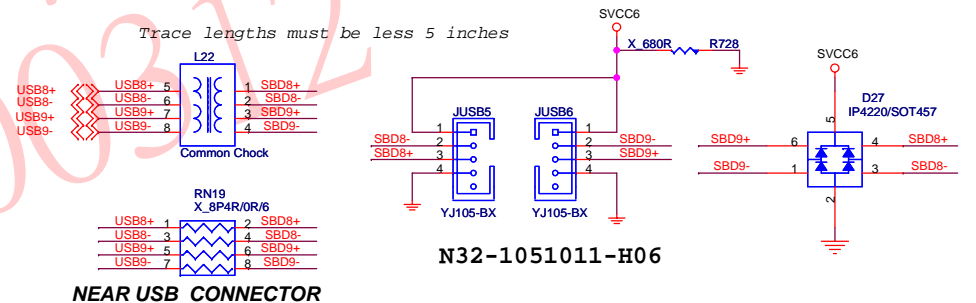 Trace lengths must be less 5 inches
L22
USB8+ USB8+ 5 1 SBD8+
USB8- USB8- 6 2 SBD8-
USB9+ USB9+ 7 3 SBD9+
USB9- USB9- 8 4 SBD9-
Common Chock
RN19
X_8P4R/0R/6
USB8+ 1 2 SBD8+
USB8- 3 4 SBD8-
USB9+ 5 6 SBD9+
USB9- 7 8 SBD9-
NEAR USB CONNECTOR
SVCC6
X_680R R728
JUSB5 JUSB6
1 1
SBD8- 2 2 SBD9-
SBD8+ 3 3 SBD9+
4 4
YJ105-BX YJ105-BX
N32-1051011-H06
SVCC6
D27
IP4220/SOT457
5
SBD9+ 6 4 SBD8+
SBD9- 1 3 SBD8-
2